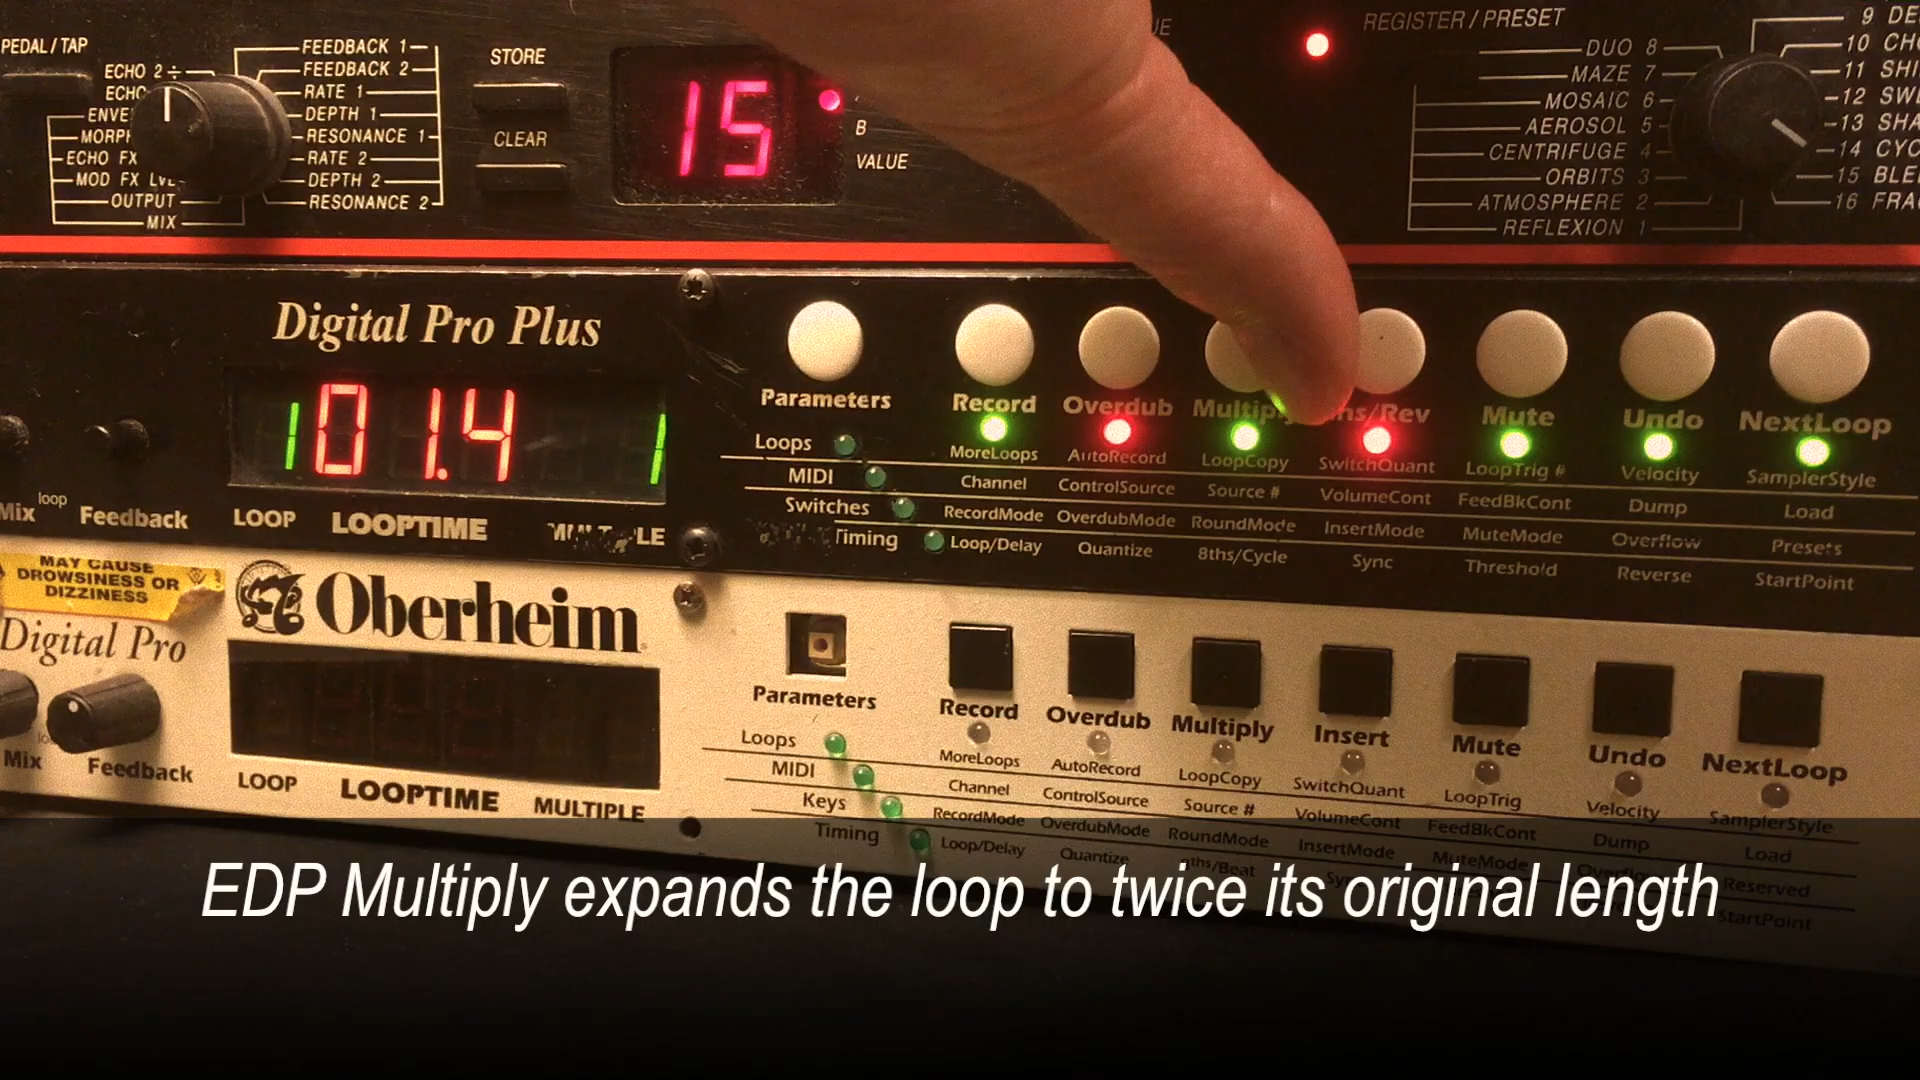 PEDAL / TAP
ECHO 2 ÷
MORPH
ECHO FX
MOD FX LVL
OUTPUT
MIX
FEEDBACK 1
FEEDBACK 2
RATE 1
DEPTH 1
RESONANCE 1
RATE 2
DEPTH 2
RESONANCE 2
STORE
CLEAR
15
B
VALUE
REGISTER / PRESET
DUO 8
MAZE 7
MOSAIC 6
AEROSOL 5
CENTRIFUGE 4
ORBITS 3
ATMOSPHERE 2
REFLEXION 1
9
10
11
12
13
14
15
16
Digital Pro Plus
1 01.4 1
Mix loop Feedback
LOOP LOOPTIME
Parameters Record Overdub Mute Undo NextLoop
Loops MoreLoops AutoRecord LoopCopy SwitchQuant LoopTrig # Velocity SamplerStyle
MIDI Channel ControlSource Source # VolumeCont FeedBkCont Dump Load
Switches RecordMode OverdubMode RoundMode InsertMode MuteMode Overflow Presets
Timing Loop/Delay Quantize 8ths/Cycle Sync Threshold Reverse StartPoint
MAY CAUSE
DROWSINESS OR
DIZZINESS
Oberheim
Digital Pro
Mix Feedback
LOOP LOOPTIME MULTIPLE
Parameters Record Overdub Multiply Insert Mute Undo NextLoop
Loops MoreLoops AutoRecord LoopCopy SwitchQuant LoopTrig Velocity SamplerStyle
MIDI Channel ControlSource Source # VolumeCont FeedBkCont Dump Load
Keys RecordMode OverdubMode RoundMode InsertMode MuteMode Reserved
Timing Loop/Delay Quantize StartPoint
EDP Multiply expands the loop to twice its original length